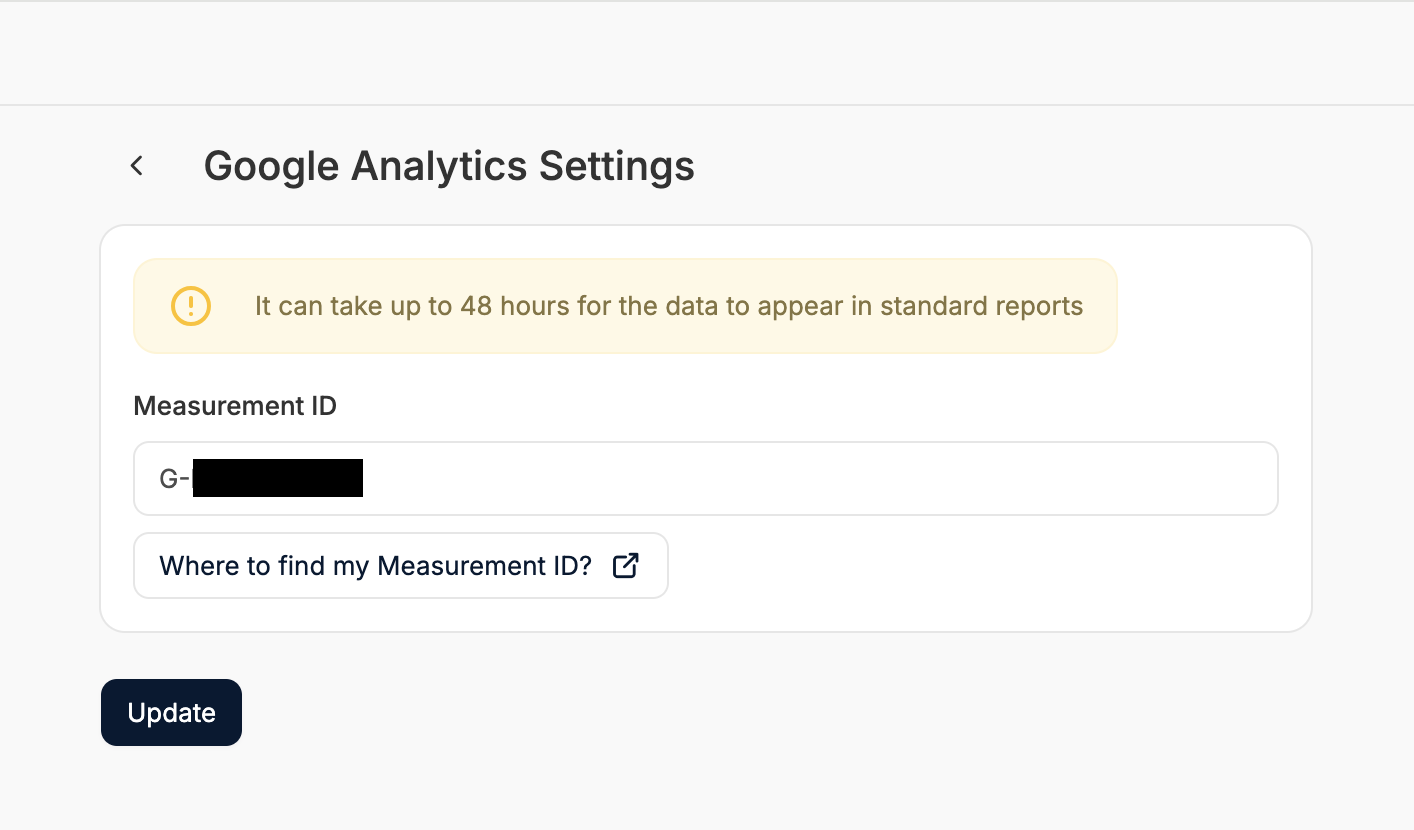 Google Analytics Settings
It can take up to 48 hours for the data to appear in standard reports
Measurement ID
G-
Where to find my Measurement ID?
Update